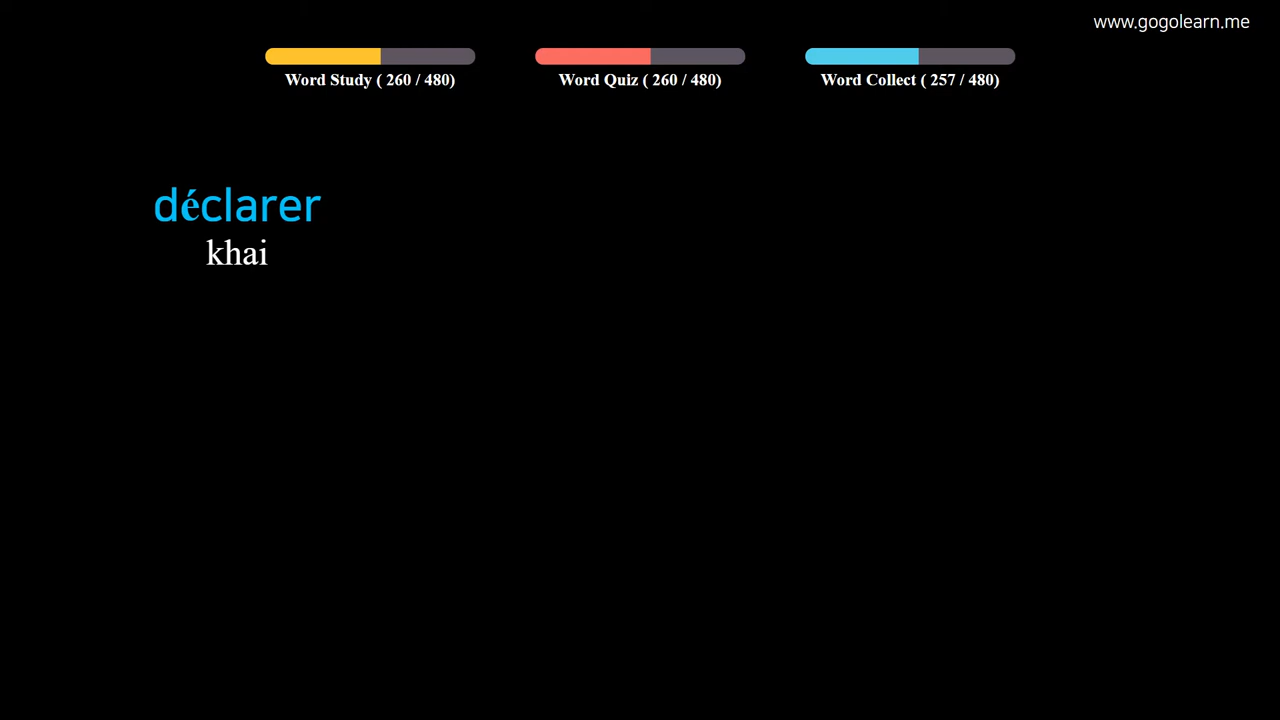 www.gogolearn.me
Word Study ( 260 / 480)
Word Quiz ( 260 / 480)
Word Collect ( 257 / 480)
déclarer
khai